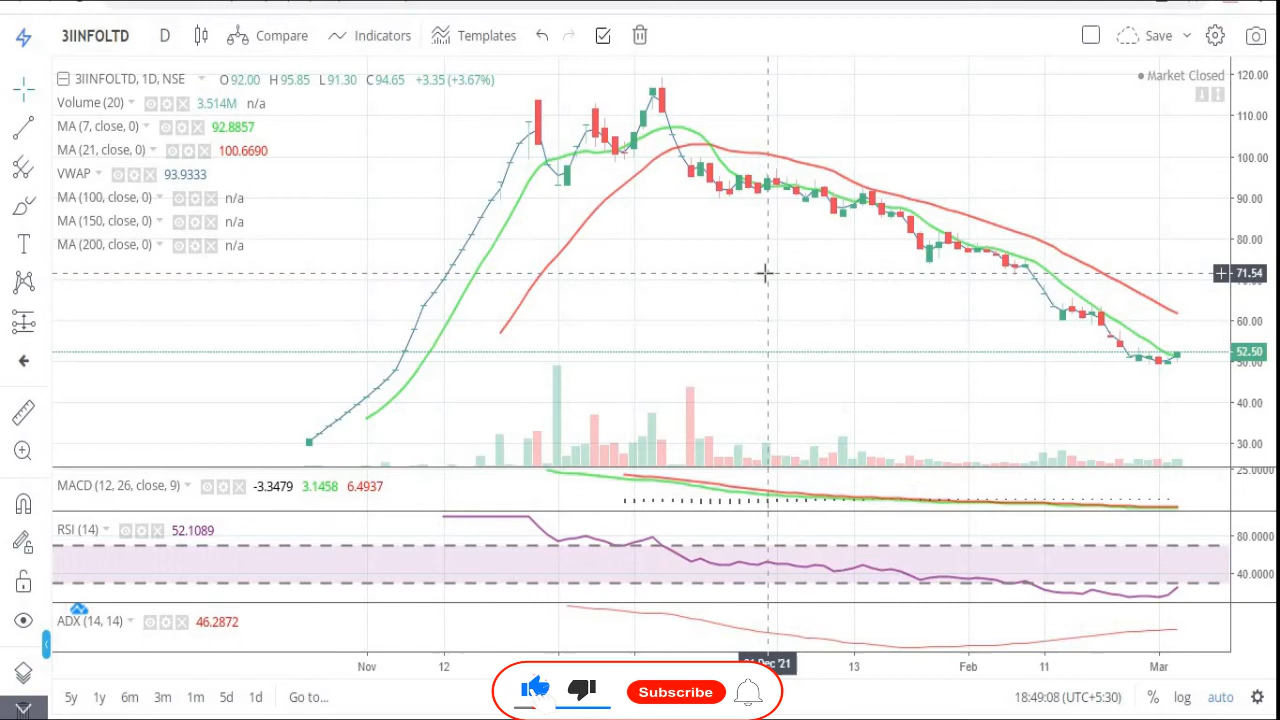 3IINFOLTD D Compare Indicators Templates Save
3IINFOLTD, 1D, NSE O92.00 H95.85 L91.30 C94.65 +3.35 (+3.67%)
Market Closed
Volume (20) 3.514M n/a
MA (7, close, 0) 92.8857
MA (21, close, 0) 100.6690
VWAP 93.9333
MA (100, close, 0) n/a
MA (150, close, 0) n/a
MA (200, close, 0) n/a
120.00
110.00
100.00
90.00
80.00
71.54
60.00
52.50
40.00
30.00
25.0000
MACD (12, 26, close, 9) -3.3479 3.1458 6.4937
RSI (14) 52.1089
80.0000
40.0000
ADX (14, 14) 46.2872
Nov 12 Dec '21 13 Feb 11 Mar
5y 1y 6m 3m 1m 5d 1d Go to... Subscribe 18:49:08 (UTC+5:30) % log auto